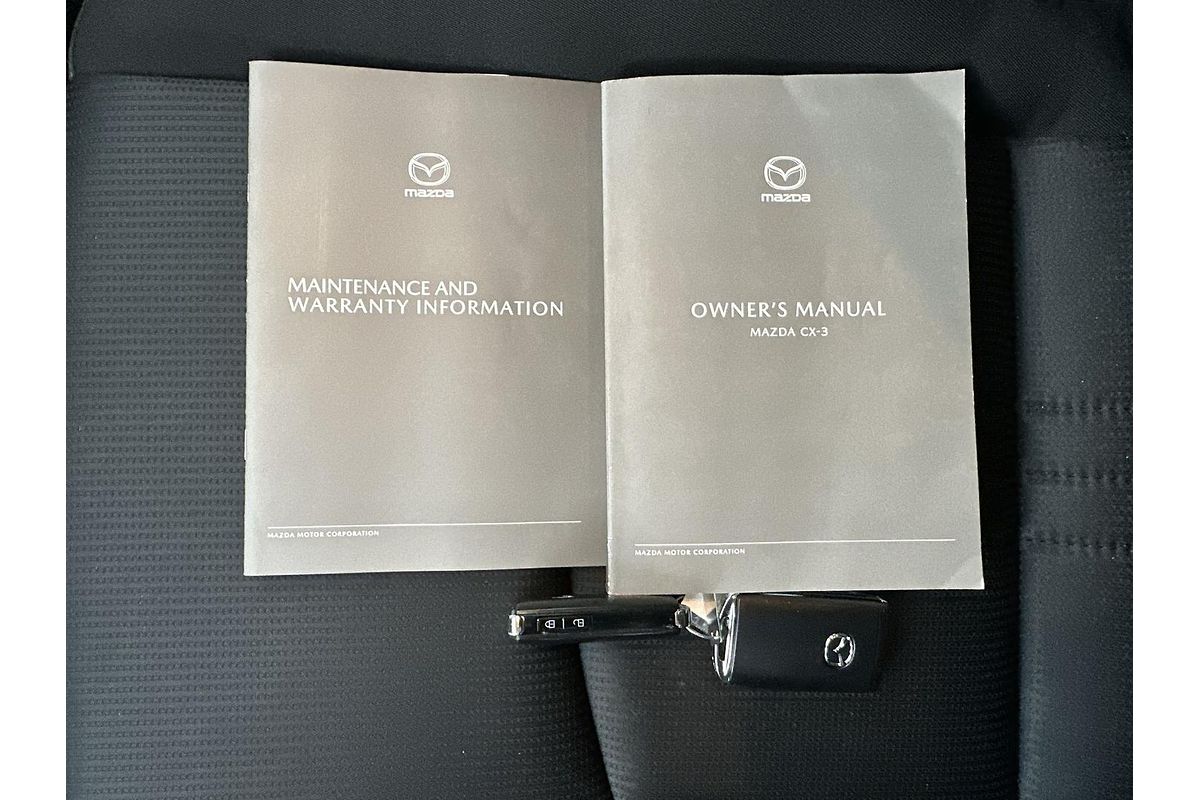 mazda
MAINTENANCE AND
WARRANTY INFORMATION
MAZDA MOTOR CORPORATION
mazda
OWNER'S MANUAL
MAZDA CX-3
MAZDA MOTOR CORPORATION